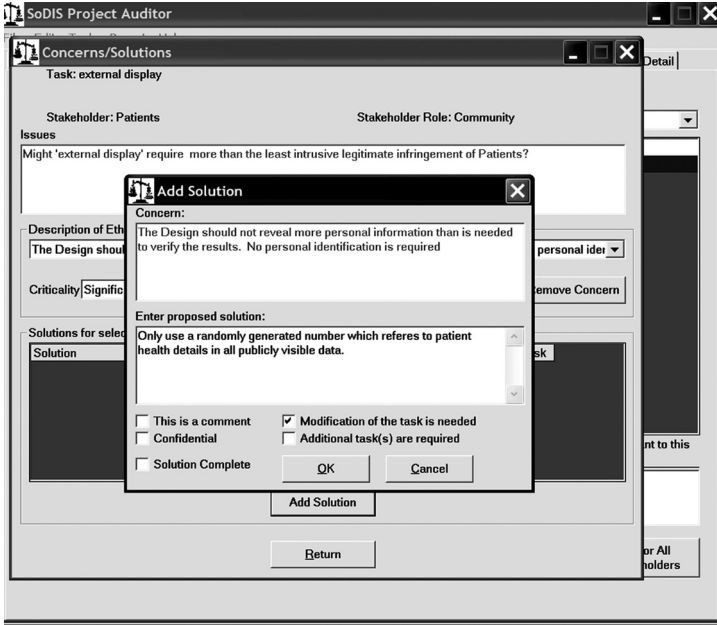 SoDIS Project Auditor
Detail
Concerns/Solutions
Task: external display
Stakeholder: Patients
Stakeholder Role: Community
Issues
Might 'external display' require more than the least intrusive legitimate infringement of Patients?
Add Solution
Concern:
The Design should not reveal more personal information than is needed
to verify the results. No personal identification is required
Description of Eth
The Design shoul
personal iden
Criticality Signific
emove Concern
Enter proposed solution:
Only use a randomly generated number which referes to patient
health details in all publicly visible data.
Solutions for selec
Solution
sk
This is a comment
Modification of the task is needed
Confidential
Additional task(s) are required
Solution Complete
OK
Cancel
nt to this
Add Solution
Return
or All
holders